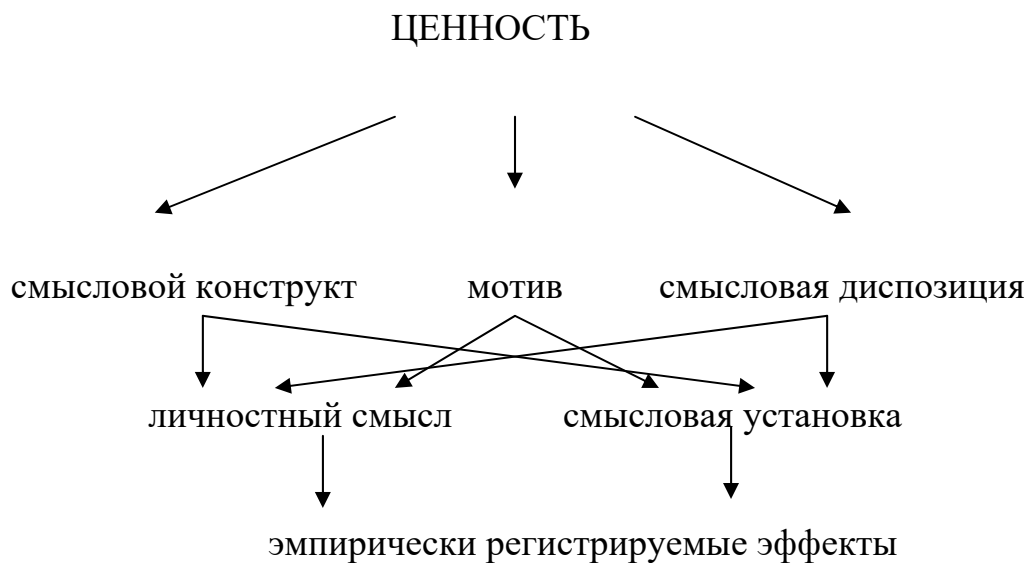 ЦЕННОСТЬ
смысловой конструкт мотив смысловая диспозиция
личностный смысл смысловая установка
эмпирически регистрируемые эффекты